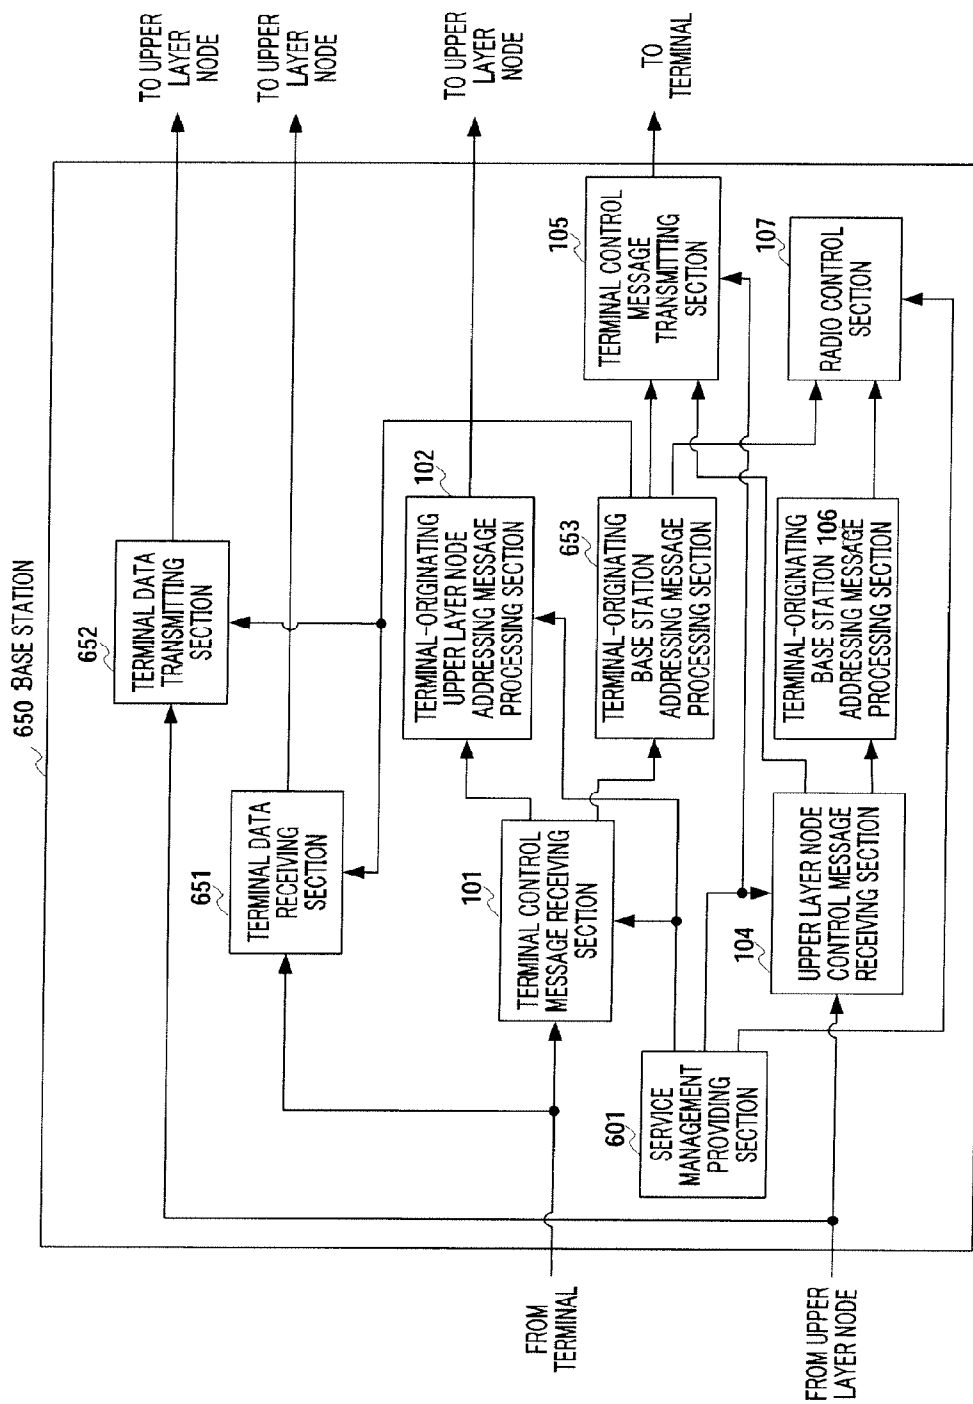 650 BASE STATION
TO UPPER
LAYER
NODE
TO UPPER
LAYER
NODE
TO UPPER
LAYER
NODE
TO
TERMINAL
652
TERMINAL DATA
TRANSMITTING
SECTION
651
TERMINAL DATA
RECEIVING
SECTION
102
TERMINAL-ORIGINATING
UPPER LAYER NODE
ADDRESSING MESSAGE
PROCESSING SECTION
101
TERMINAL CONTROL
MESSAGE RECEIVING
SECTION
653
TERMINAL-ORIGINATING
BASE STATION
ADDRESSING MESSAGE
PROCESSING SECTION
105
TERMINAL CONTROL
MESSAGE
TRANSMITTING
SECTION
107
RADIO CONTROL
SECTION
601
SERVICE
MANAGEMENT
PROVIDING
SECTION
104
UPPER LAYER NODE
CONTROL MESSAGE
RECEIVING SECTION
TERMINAL-ORIGINATING
BASE STATION 106
ADDRESSING MESSAGE
PROCESSING SECTION
FROM
TERMINAL
FROM UPPER
LAYER NODE